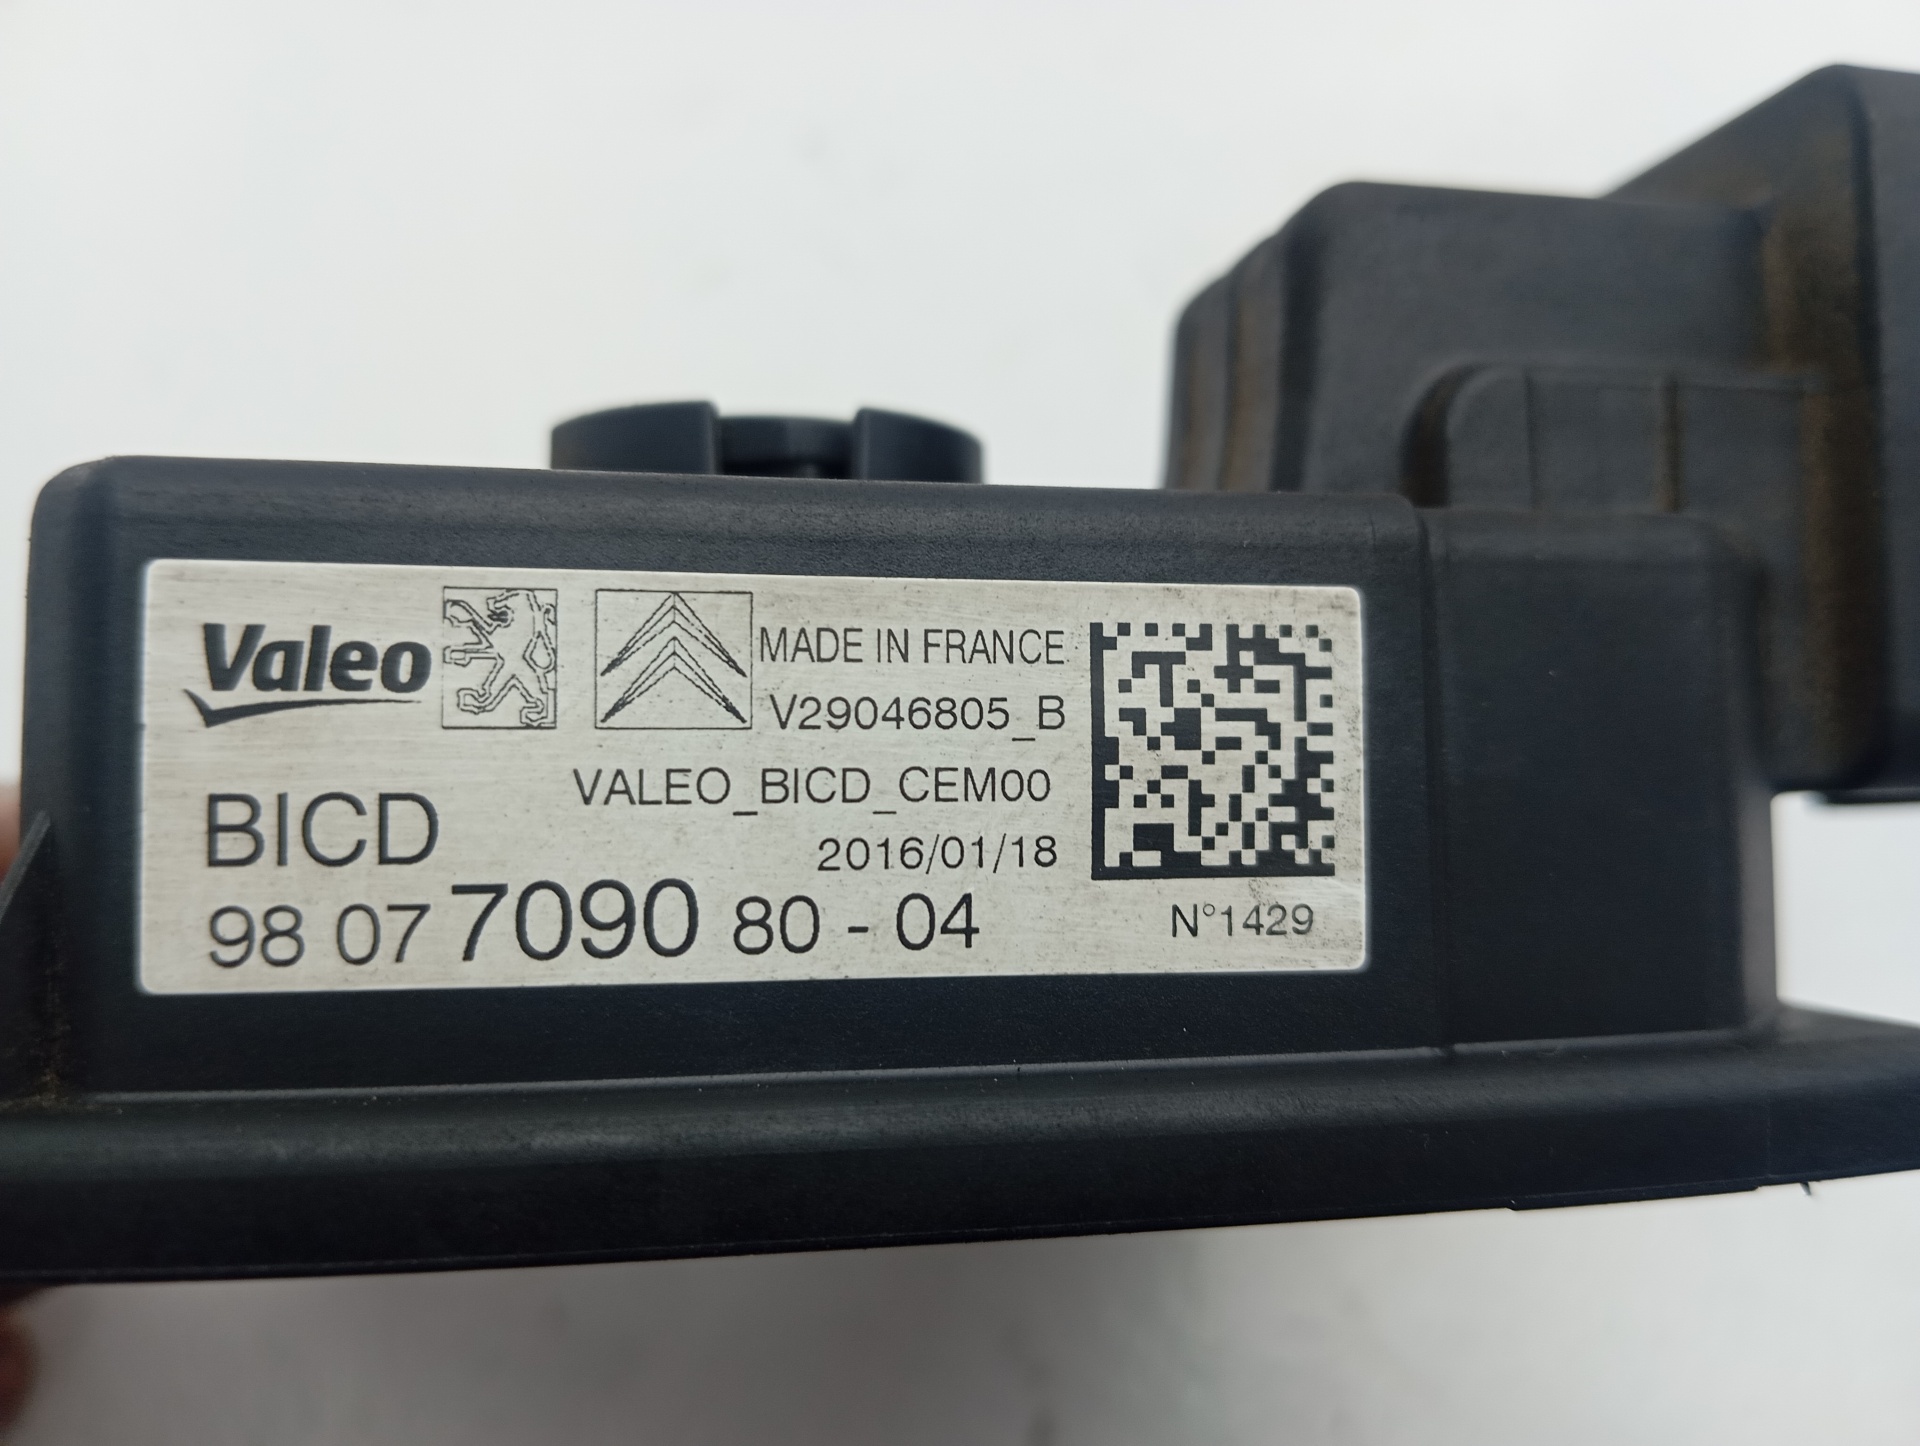 Valeo
MADE IN FRANCE
V29046805_B
VALEO_BICD_CEM00
BICD
2016/01/18
98 07 7090 80 - 04
N°1429